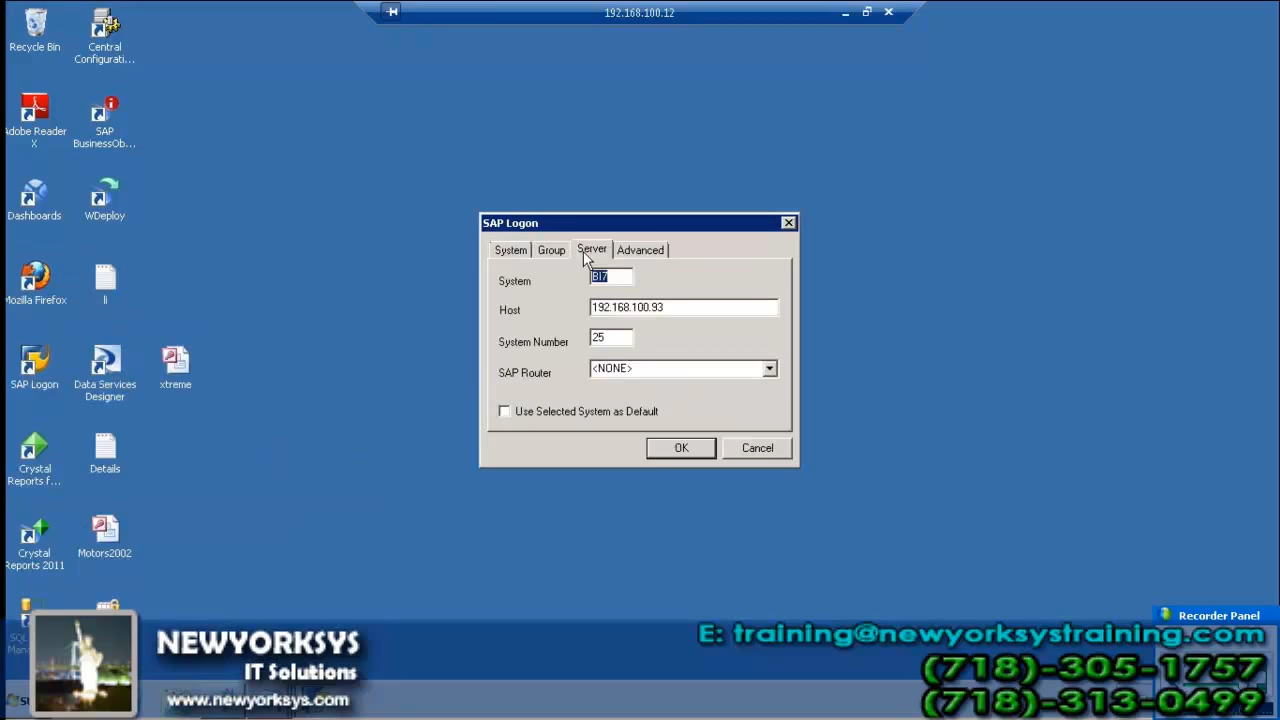 192.168.100.12
Recycle Bin
Central
Configurati...
Adobe Reader
X
SAP
BusinessOb...
Dashboards
WDeploy
Mozilla Firefox
li
SAP Logon
Data Services
Designer
xtreme
Crystal
Reports f...
Details
Crystal
Reports 2011
Motors2002
SAP Logon
System
Group
Server
Advanced
System
BI7
Host
192.168.100.93
System Number
25
SAP Router
<NONE>
Use Selected System as Default
OK
Cancel
Recorder Panel
NEWYORKSYS
IT Solutions
www.newyorksys.com
E: training@newyorksystraining.com
(718)-305-1757
(718)-313-0499